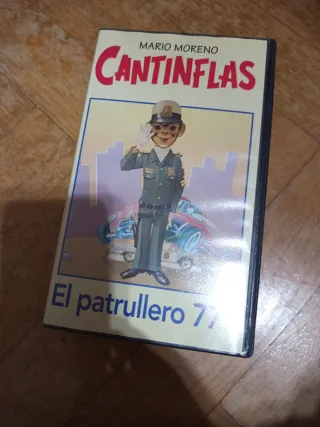 MARIO MORENO
CANTINFLAS
El patrullero 77